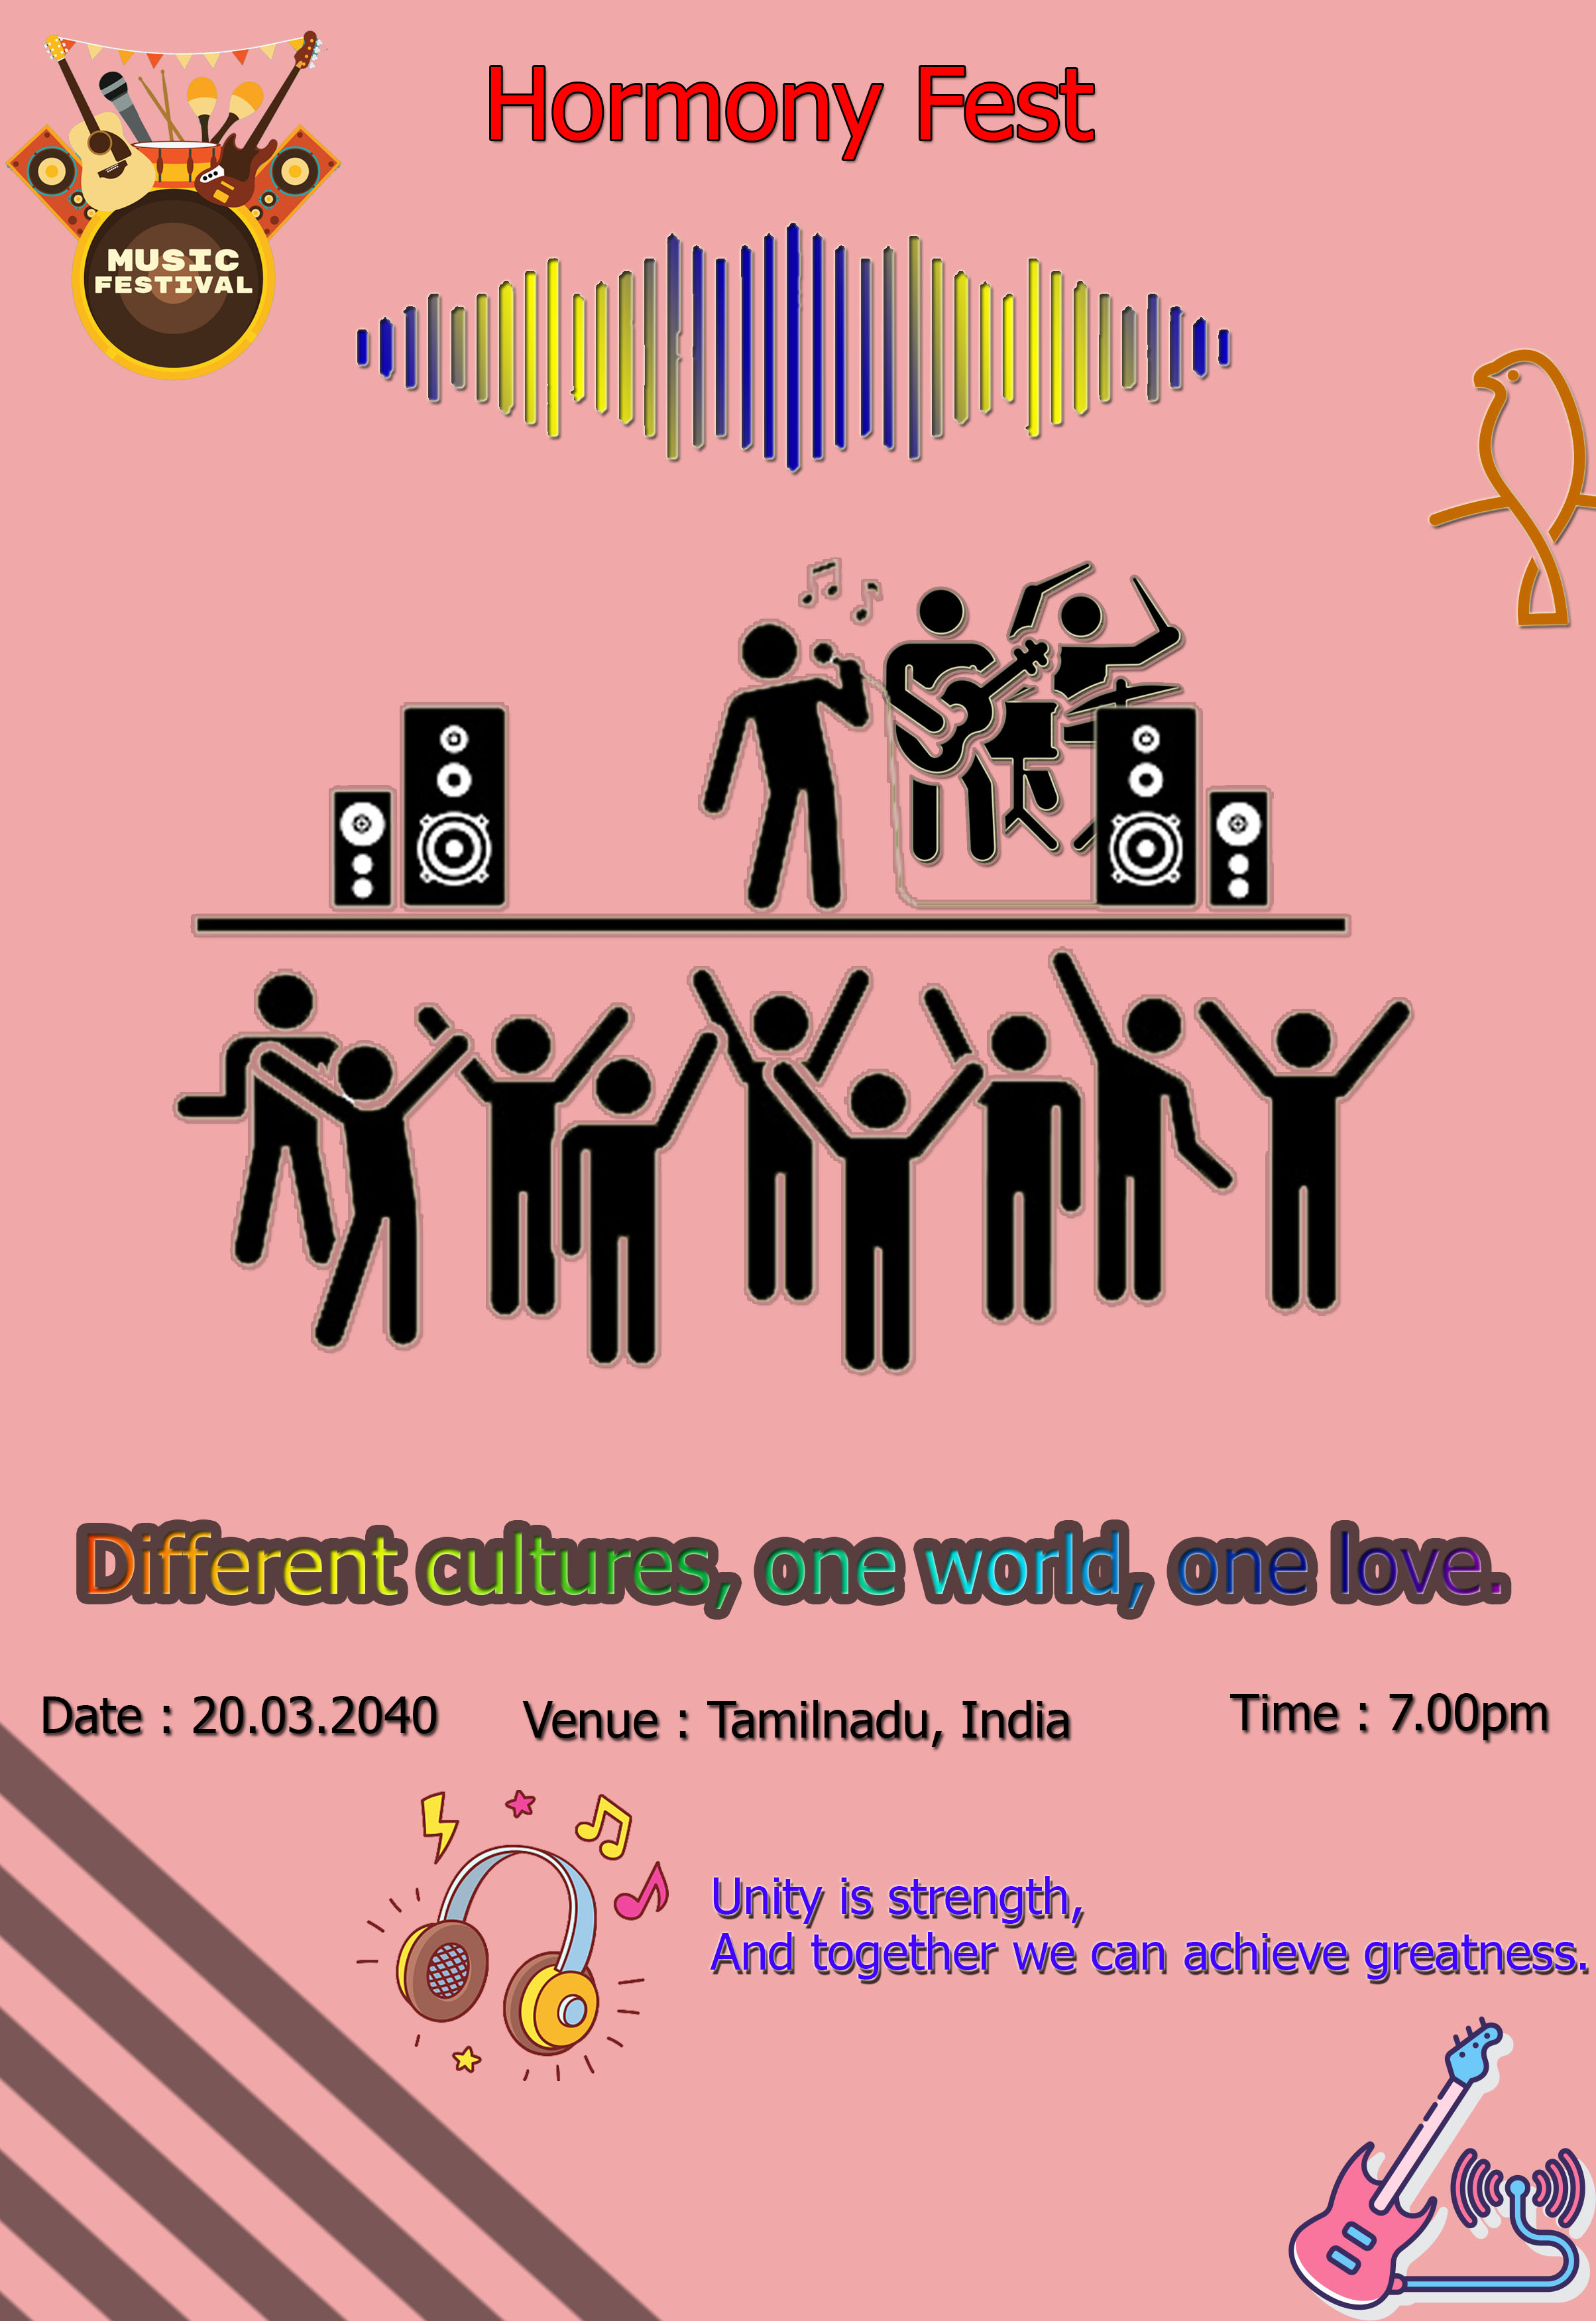 Hormony Fest
MUSIC
FESTIVAL
Different cultures, one world, one love.
Date : 20.03.2040
Venue : Tamilnadu, India
Time : 7.00pm
Unity is strength,
And together we can achieve greatness.